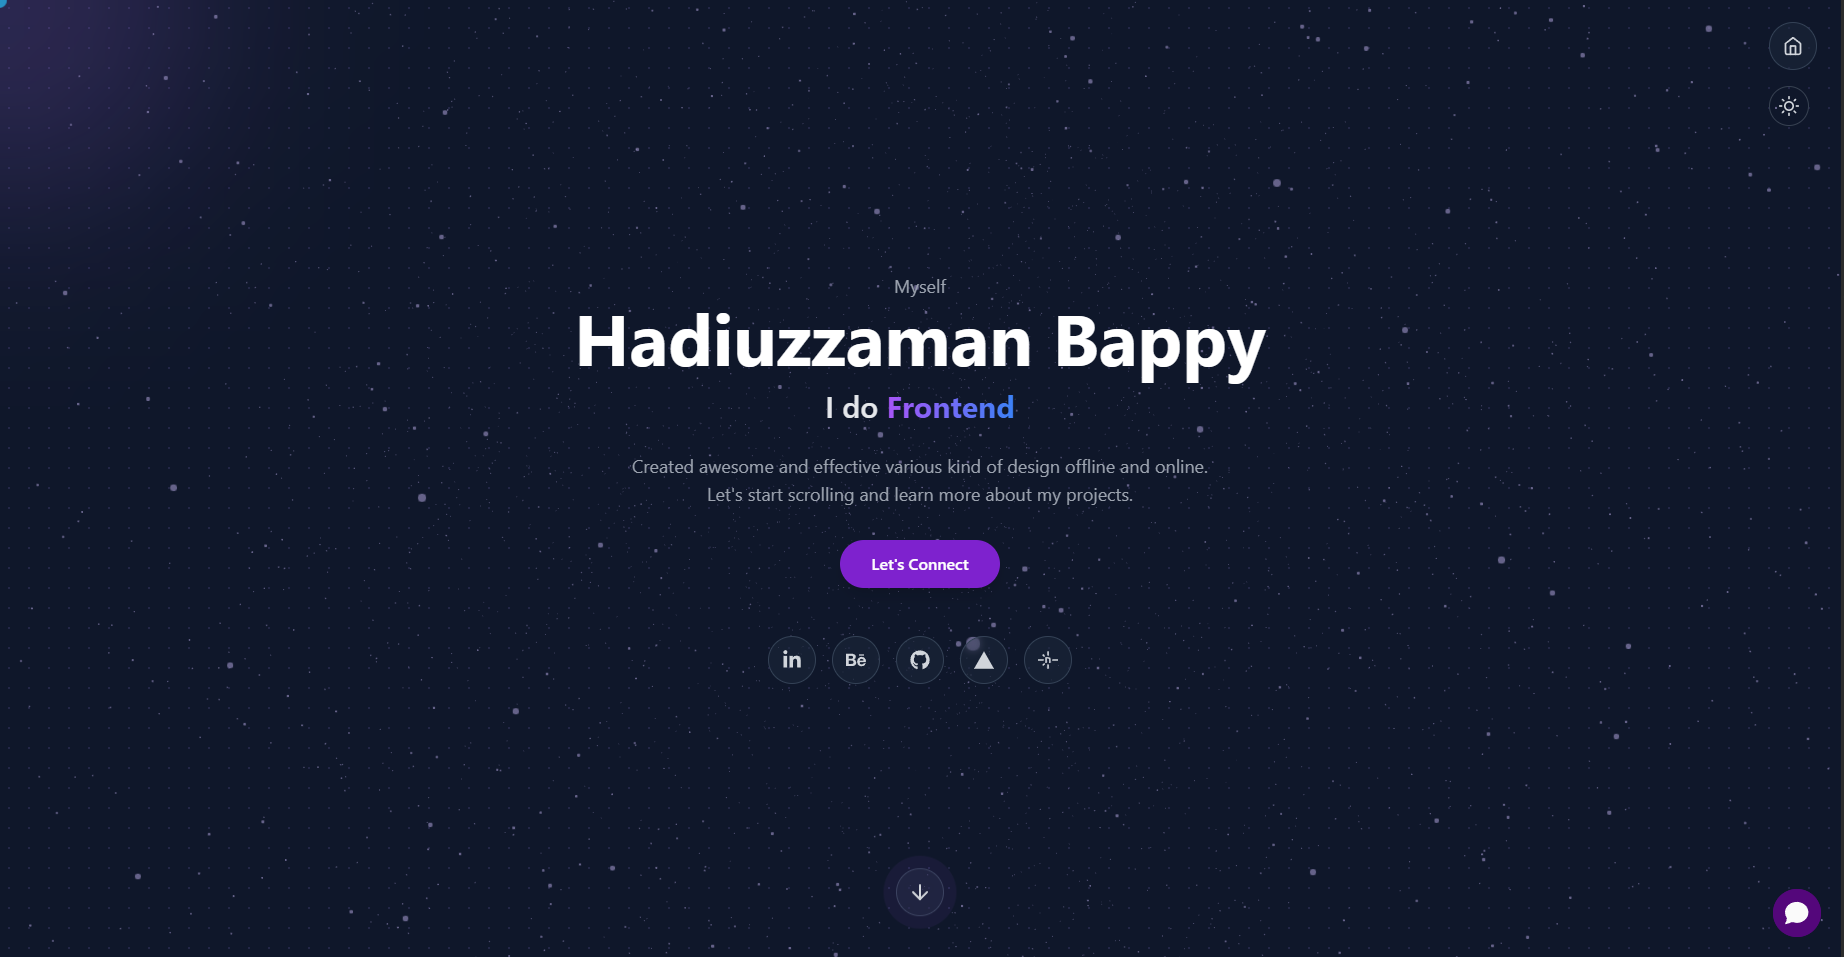 Myself
Hadiuzzaman Bappy
I do Frontend
Created awesome and effective various kind of design offline and online.
Let's start scrolling and learn more about my projects.
Let's Connect
in
Bē
n